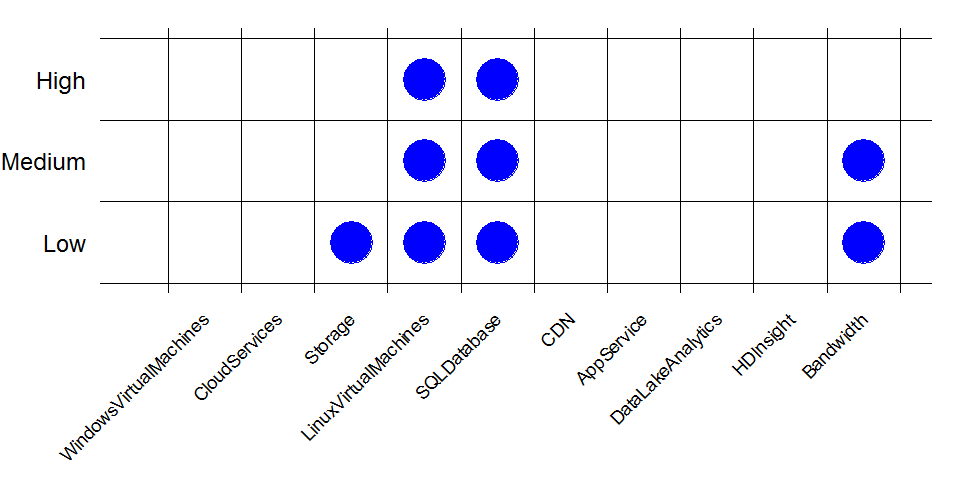 High
Medium
Low
WindowsVirtualMachines
CloudServices
Storage
LinuxVirtualMachines
SQLDatabase
CDN
AppService
DataLakeAnalytics
HDInsight
Bandwidth